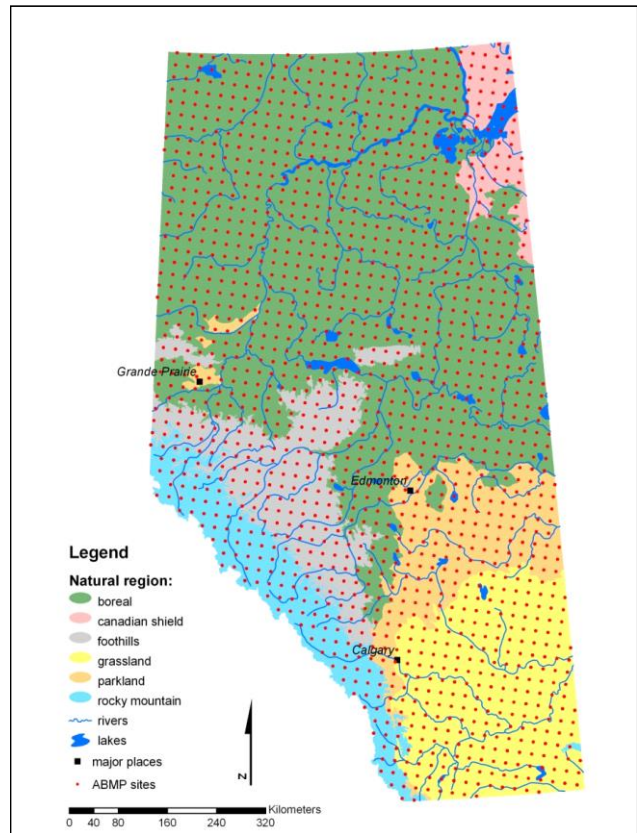 Grande Prairie
Edmonton
Calgary
Legend
Natural region:
boreal
canadian shield
foothills
grassland
parkland
rocky mountain
rivers
lakes
major places
ABMP sites
N
Kilometers
0 40 80 160 240 320